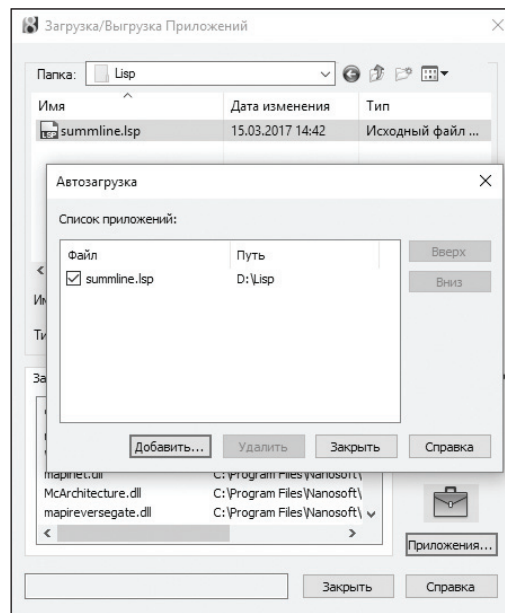 Загрузка/Выгрузка Приложений
Папка: Lisp
Имя Дата изменения Тип
summline.lsp 15.03.2017 14:42 Исходный файл ...
Автозагрузка
Список приложений:
Файл Путь
summline.lsp D:\Lisp
Вверх
Вниз
Добавить... Удалить Закрыть Справка
mapinet.dll C:\Program Files\Nanosoft\
McArchitecture.dll C:\Program Files\Nanosoft\
mapireversegate.dll C:\Program Files\Nanosoft\
Приложения...
Закрыть Справка